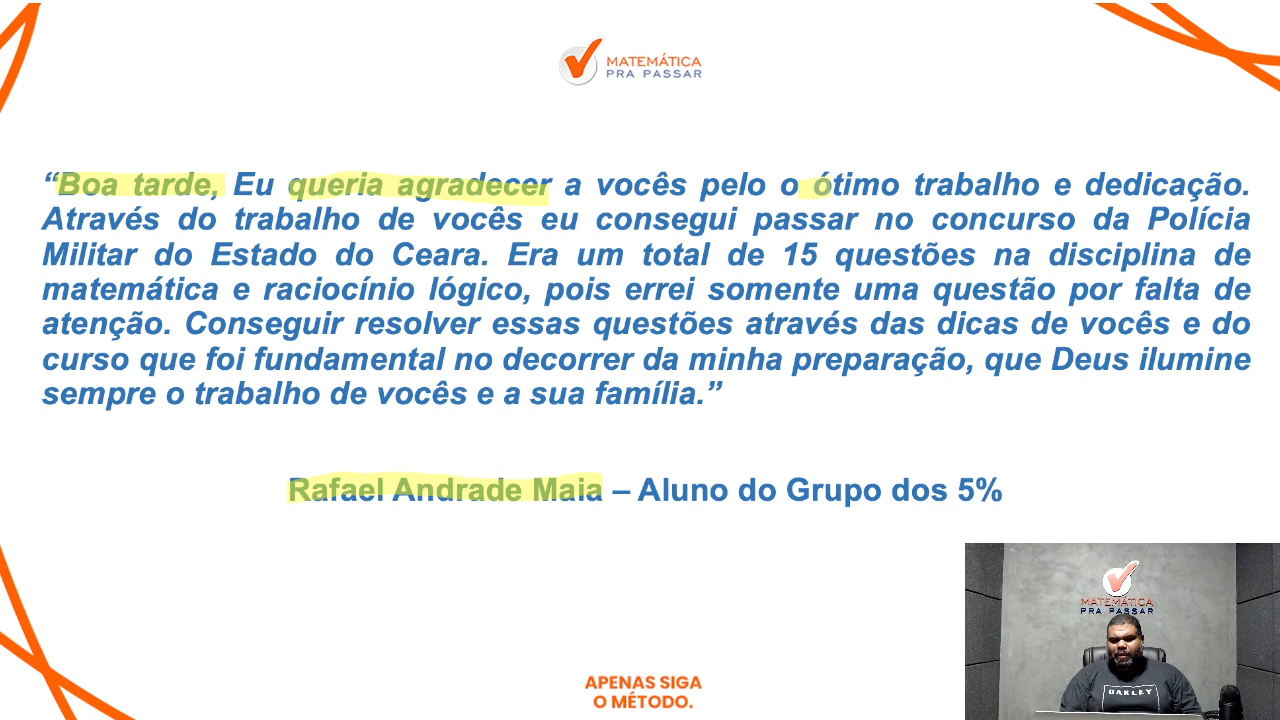 MATEMÁTICA
PRA PASSAR
“Boa tarde, Eu queria agradecer a vocês pelo o ótimo trabalho e dedicação.
Através do trabalho de vocês eu consegui passar no concurso da Polícia
Militar do Estado do Ceara. Era um total de 15 questões na disciplina de
matemática e raciocínio lógico, pois errei somente uma questão por falta de
atenção. Conseguir resolver essas questões através das dicas de vocês e do
curso que foi fundamental no decorrer da minha preparação, que Deus ilumine
sempre o trabalho de vocês e a sua família.”
Rafael Andrade Maia – Aluno do Grupo dos 5%
MATEMÁTICA
PRA PASSAR
OAKLEY
APENAS SIGA
O MÉTODO.